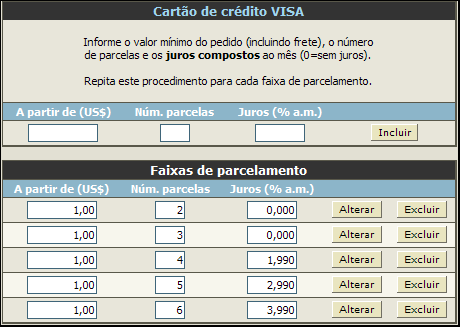 Cartão de crédito VISA
Informe o valor mínimo do pedido (incluindo frete), o número
de parcelas e os juros compostos ao mês (0=sem juros).
Repita este procedimento para cada faixa de parcelamento.
A partir de (US$) Núm. parcelas Juros (% a.m.)
Incluir
Faixas de parcelamento
A partir de (US$) Núm. parcelas Juros (% a.m.)
1,00 2 0,000 Alterar Excluir
1,00 3 0,000 Alterar Excluir
1,00 4 1,990 Alterar Excluir
1,00 5 2,990 Alterar Excluir
1,00 6 3,990 Alterar Excluir